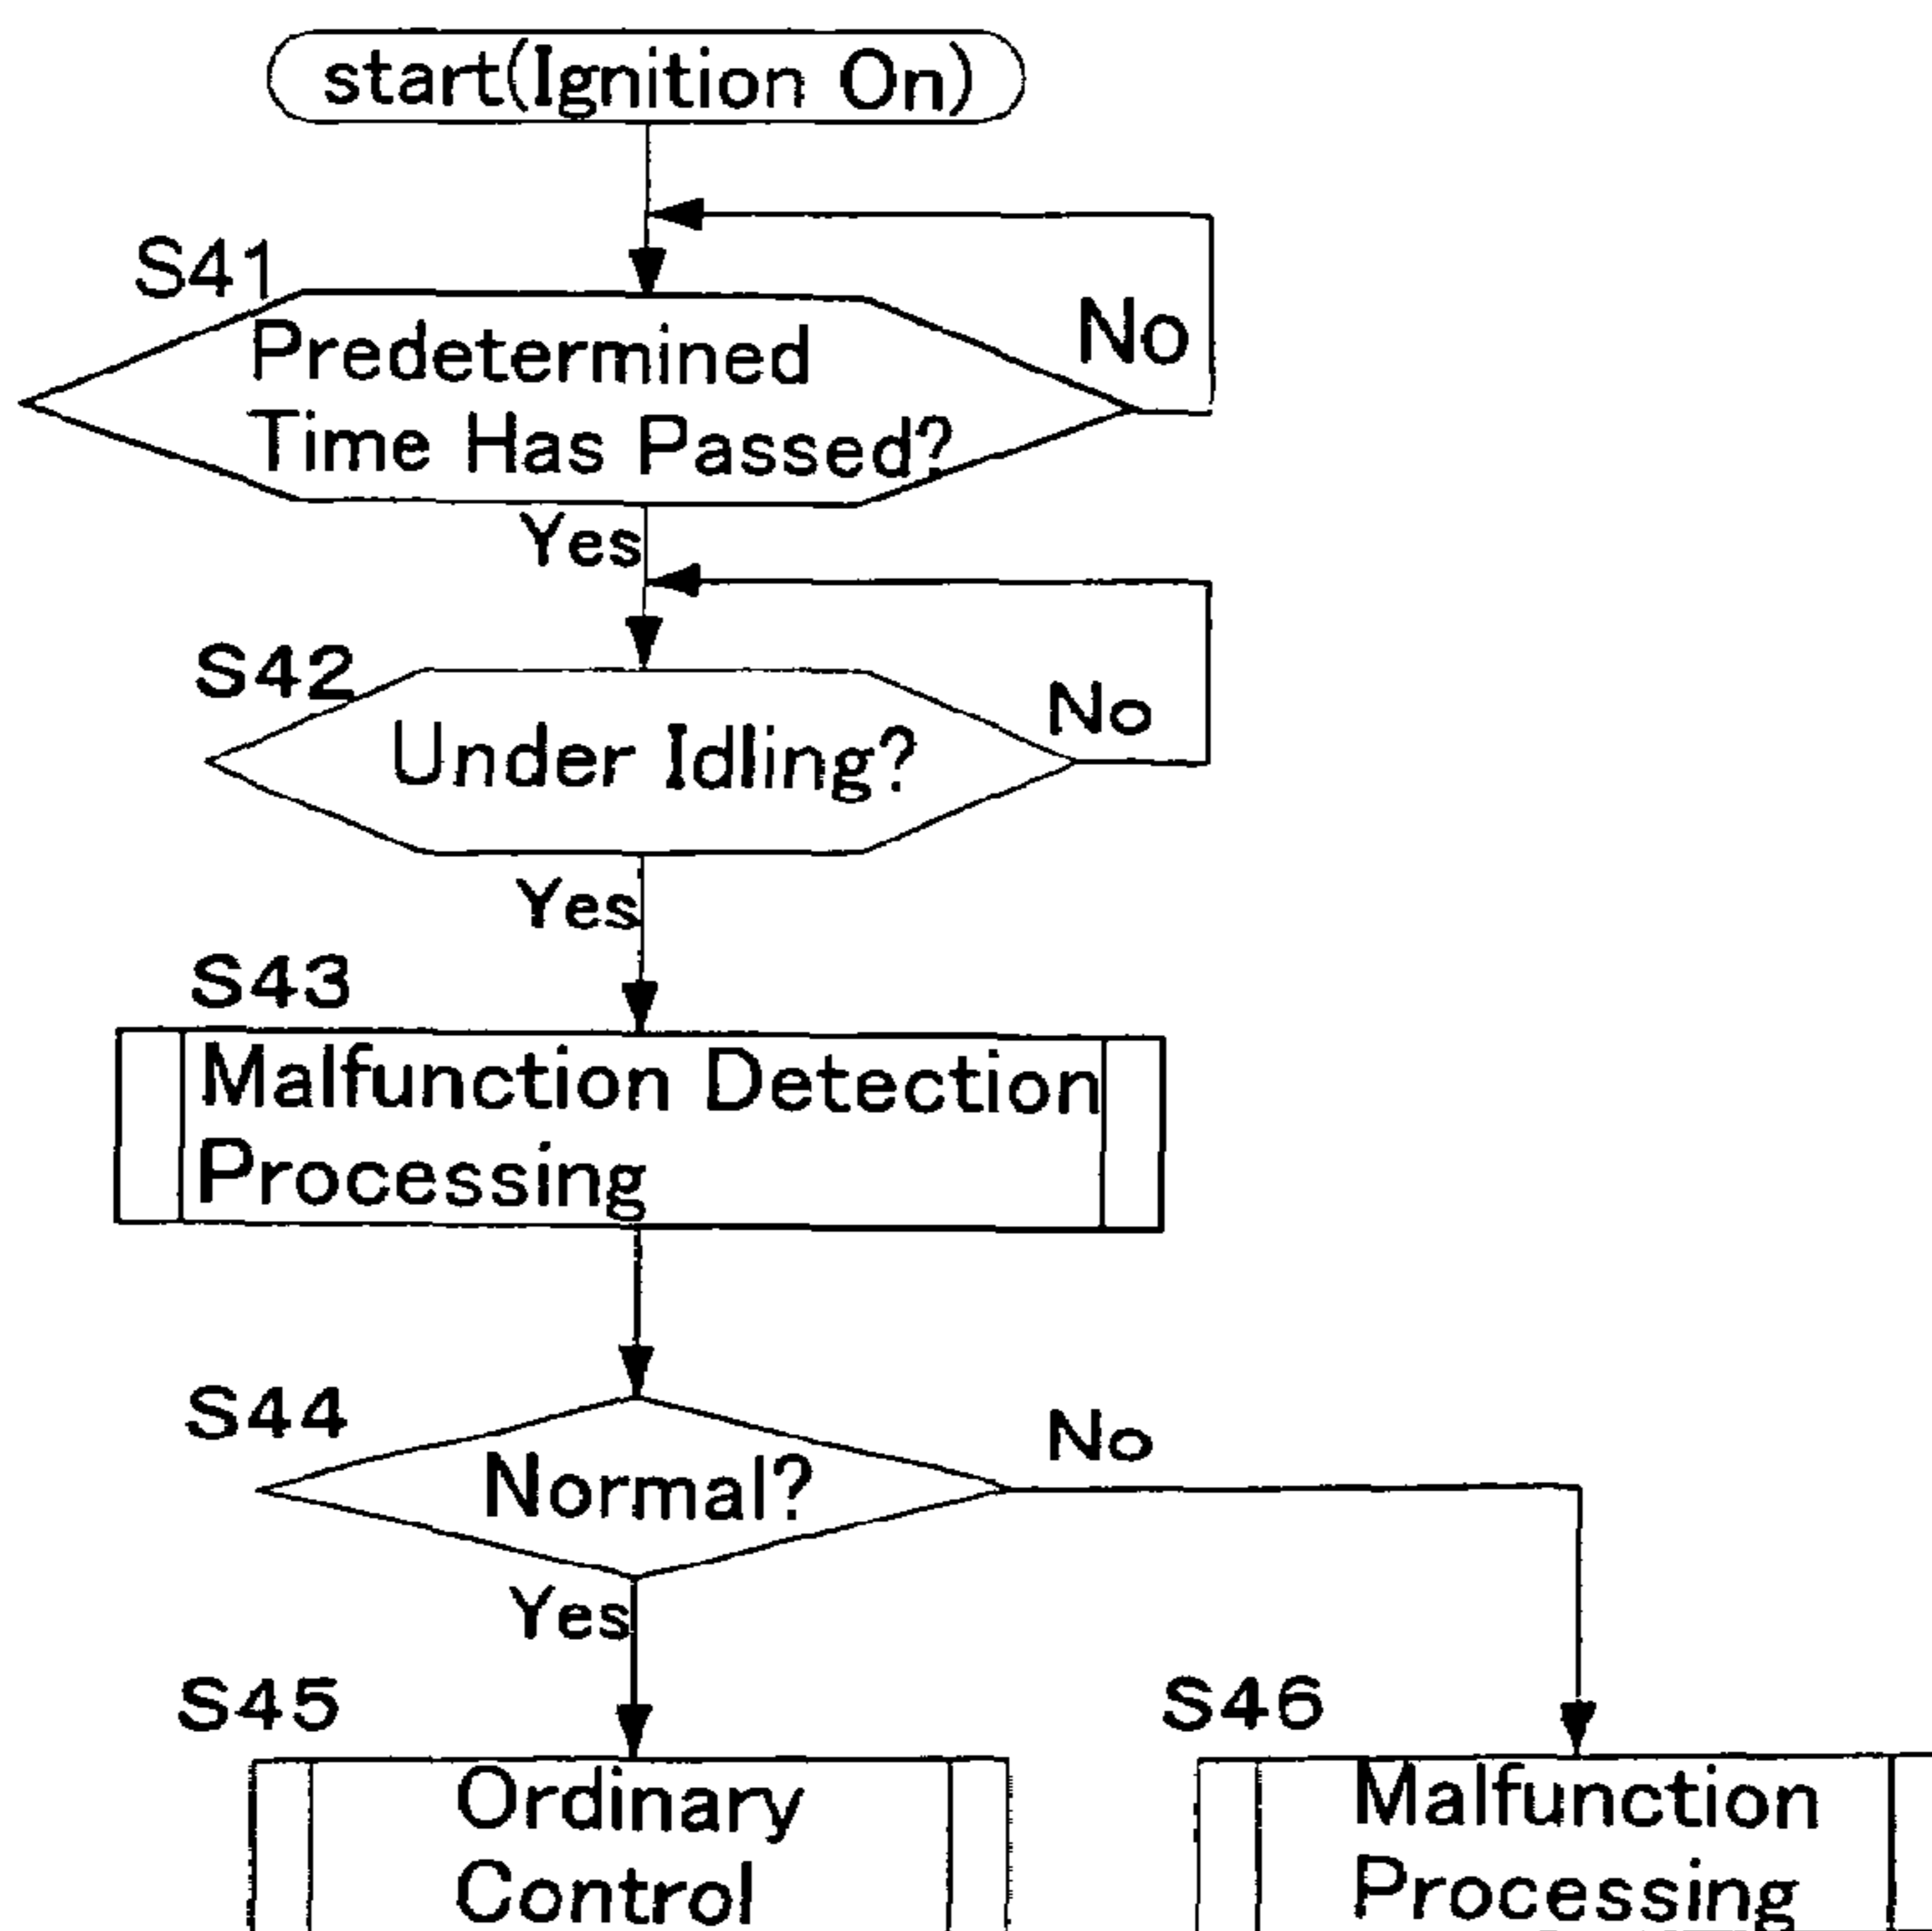 start(Ignition On)
S41
No
Predetermined
Time Has Passed?
Yes
S42
No
Under Idling?
Yes
S43
Malfunction Detection
Processing
S44
No
Normal?
Yes
S45
S46
Ordinary
Control
Malfunction
Processing